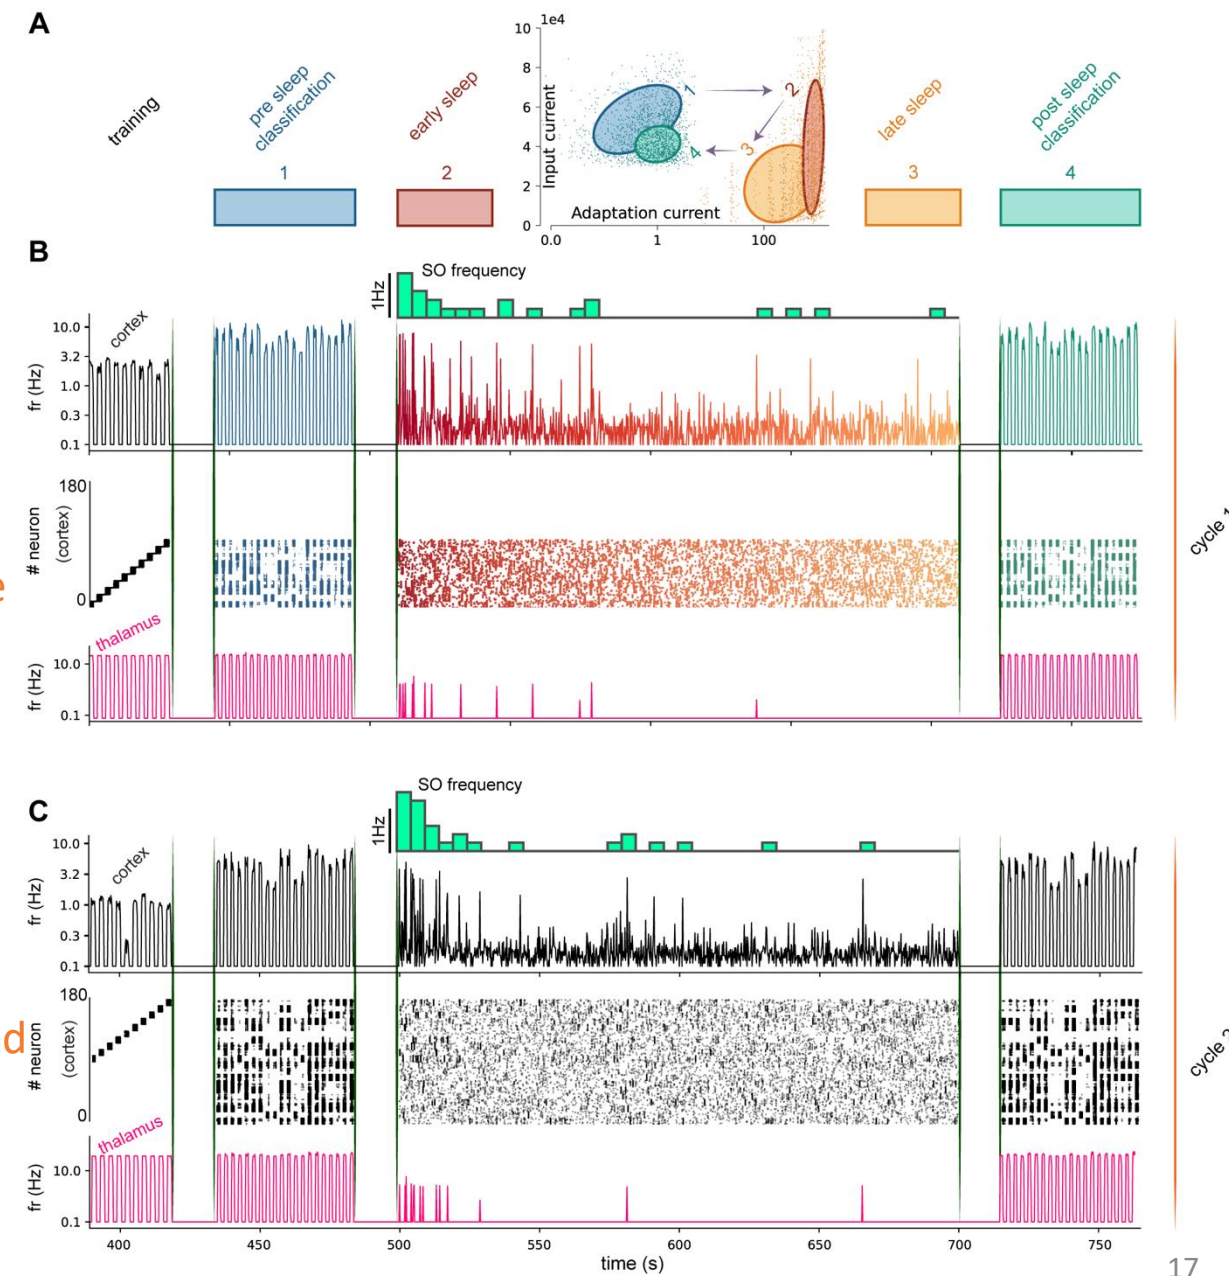 A
training
pre sleep
classification
1
early sleep
2
1e4
10
8
6
4
2
0
Input current
Adaptation current
0.0
1
100
1
2
3
4
late sleep
3
post sleep
classification
4
B
1Hz
SO frequency
cortex
fr (Hz)
10.0
3.2
1.0
0.3
0.1
# neuron
(cortex)
180
0
e
thalamus
fr (Hz)
10.0
0.1
cycle 1
C
1Hz
SO frequency
cortex
fr (Hz)
10.0
3.2
1.0
0.3
0.1
# neuron
(cortex)
180
0
d
thalamus
fr (Hz)
10.0
0.1
400
450
500
550
600
650
700
750
time (s)
cycle 2
17